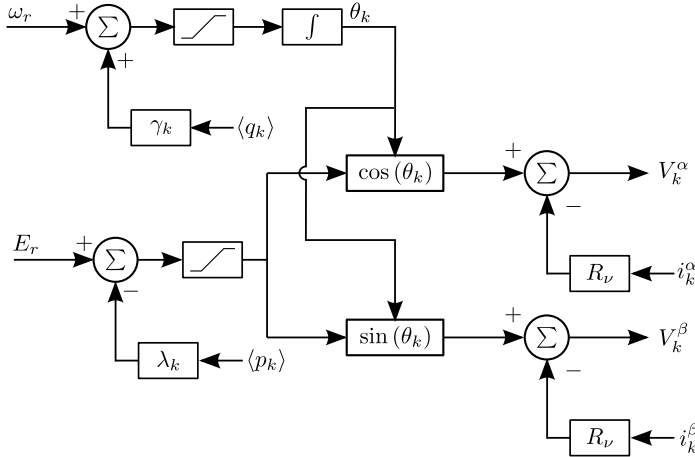 ω_r + Σ ∫ θ_k
+
γ_k ⟨q_k⟩
cos (θ_k) + Σ V_k^α
−
E_r + Σ
−
R_ν i_k^α
sin (θ_k) + Σ V_k^β
λ_k ⟨p_k⟩
−
R_ν i_k^β